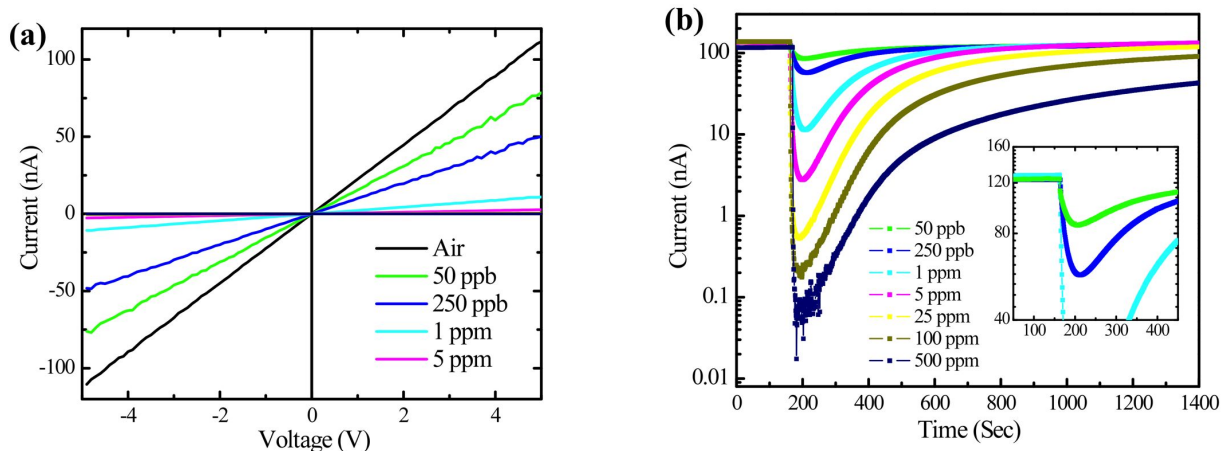 (a)
Current (nA)
100
50
0
-50
-100
-4
-2
0
2
4
Voltage (V)
Air
50 ppb
250 ppb
1 ppm
5 ppm
(b)
Current (nA)
100
10
1
0.1
0.01
0
200
400
600
800
1000
1200
1400
Time (Sec)
50 ppb
250 ppb
1 ppm
5 ppm
25 ppm
100 ppm
500 ppm
160
120
80
40
100
200
300
400